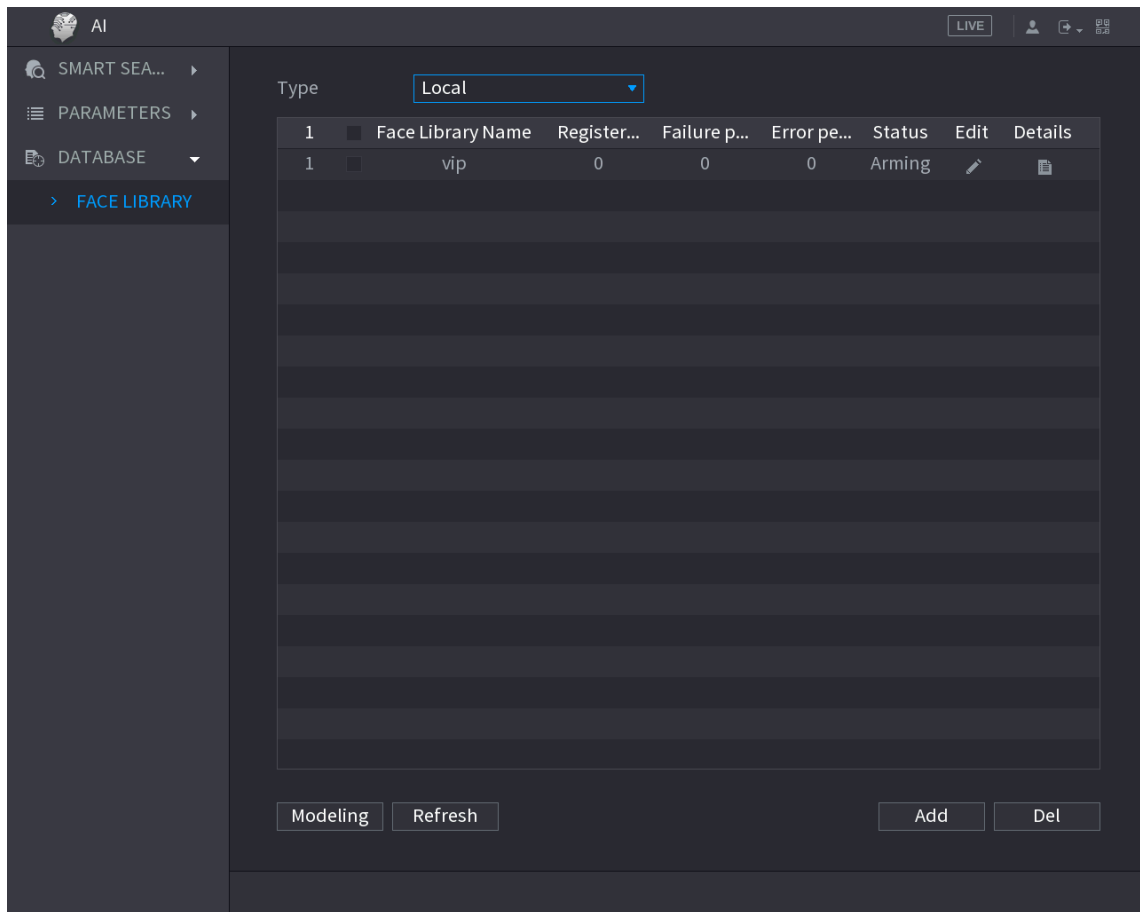 AI
LIVE
SMART SEA...
PARAMETERS
DATABASE
FACE LIBRARY
Type Local
1 Face Library Name Register... Failure p... Error pe... Status Edit Details
1 vip 0 0 0 Arming
Modeling Refresh Add Del